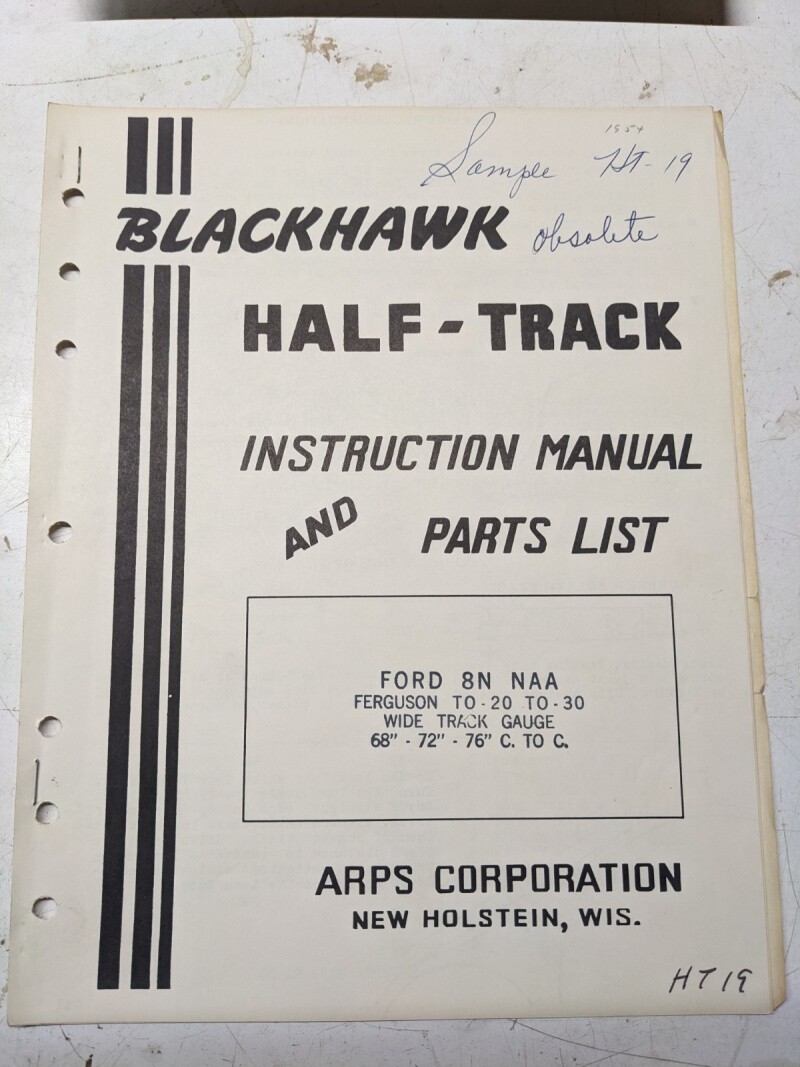 1954
Sample HT-19
BLACKHAWK obsolete
HALF-TRACK
INSTRUCTION MANUAL
AND PARTS LIST
FORD 8N NAA
FERGUSON TO-20 TO-30
WIDE TRACK GAUGE
68"-72"-76" C. TO C.
ARPS CORPORATION
NEW HOLSTEIN, WIS.
HT19